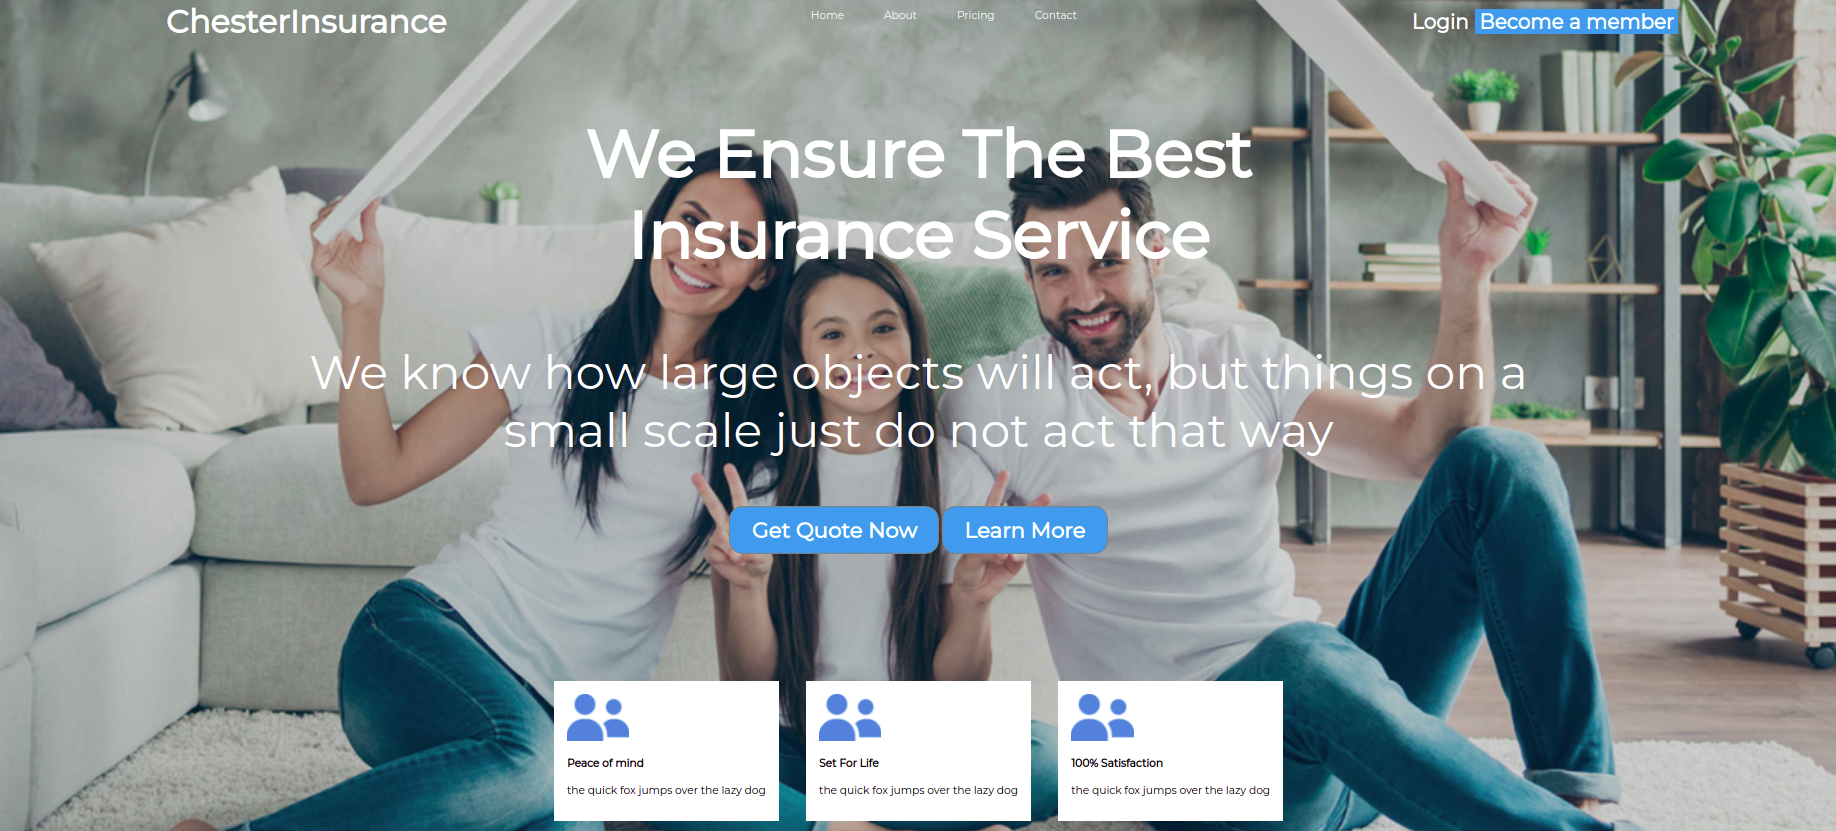 ChesterInsurance
Home About Pricing Contact
Login Become a member
We Ensure The Best
Insurance Service
We know how large objects will act, but things on a
small scale just do not act that way
Get Quote Now Learn More
Peace of mind
the quick fox jumps over the lazy dog
Set For Life
the quick fox jumps over the lazy dog
100% Satisfaction
the quick fox jumps over the lazy dog